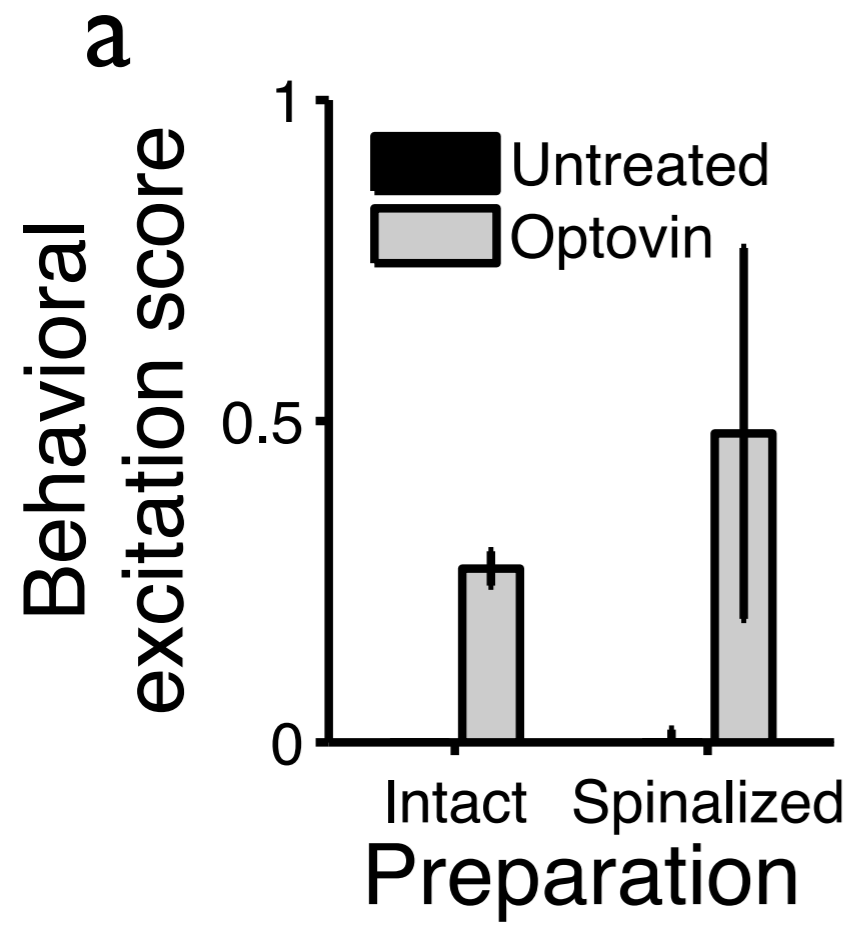 a
Behavioral
excitation score
1
0.5
0
Untreated
Optovin
Intact Spinalized
Preparation